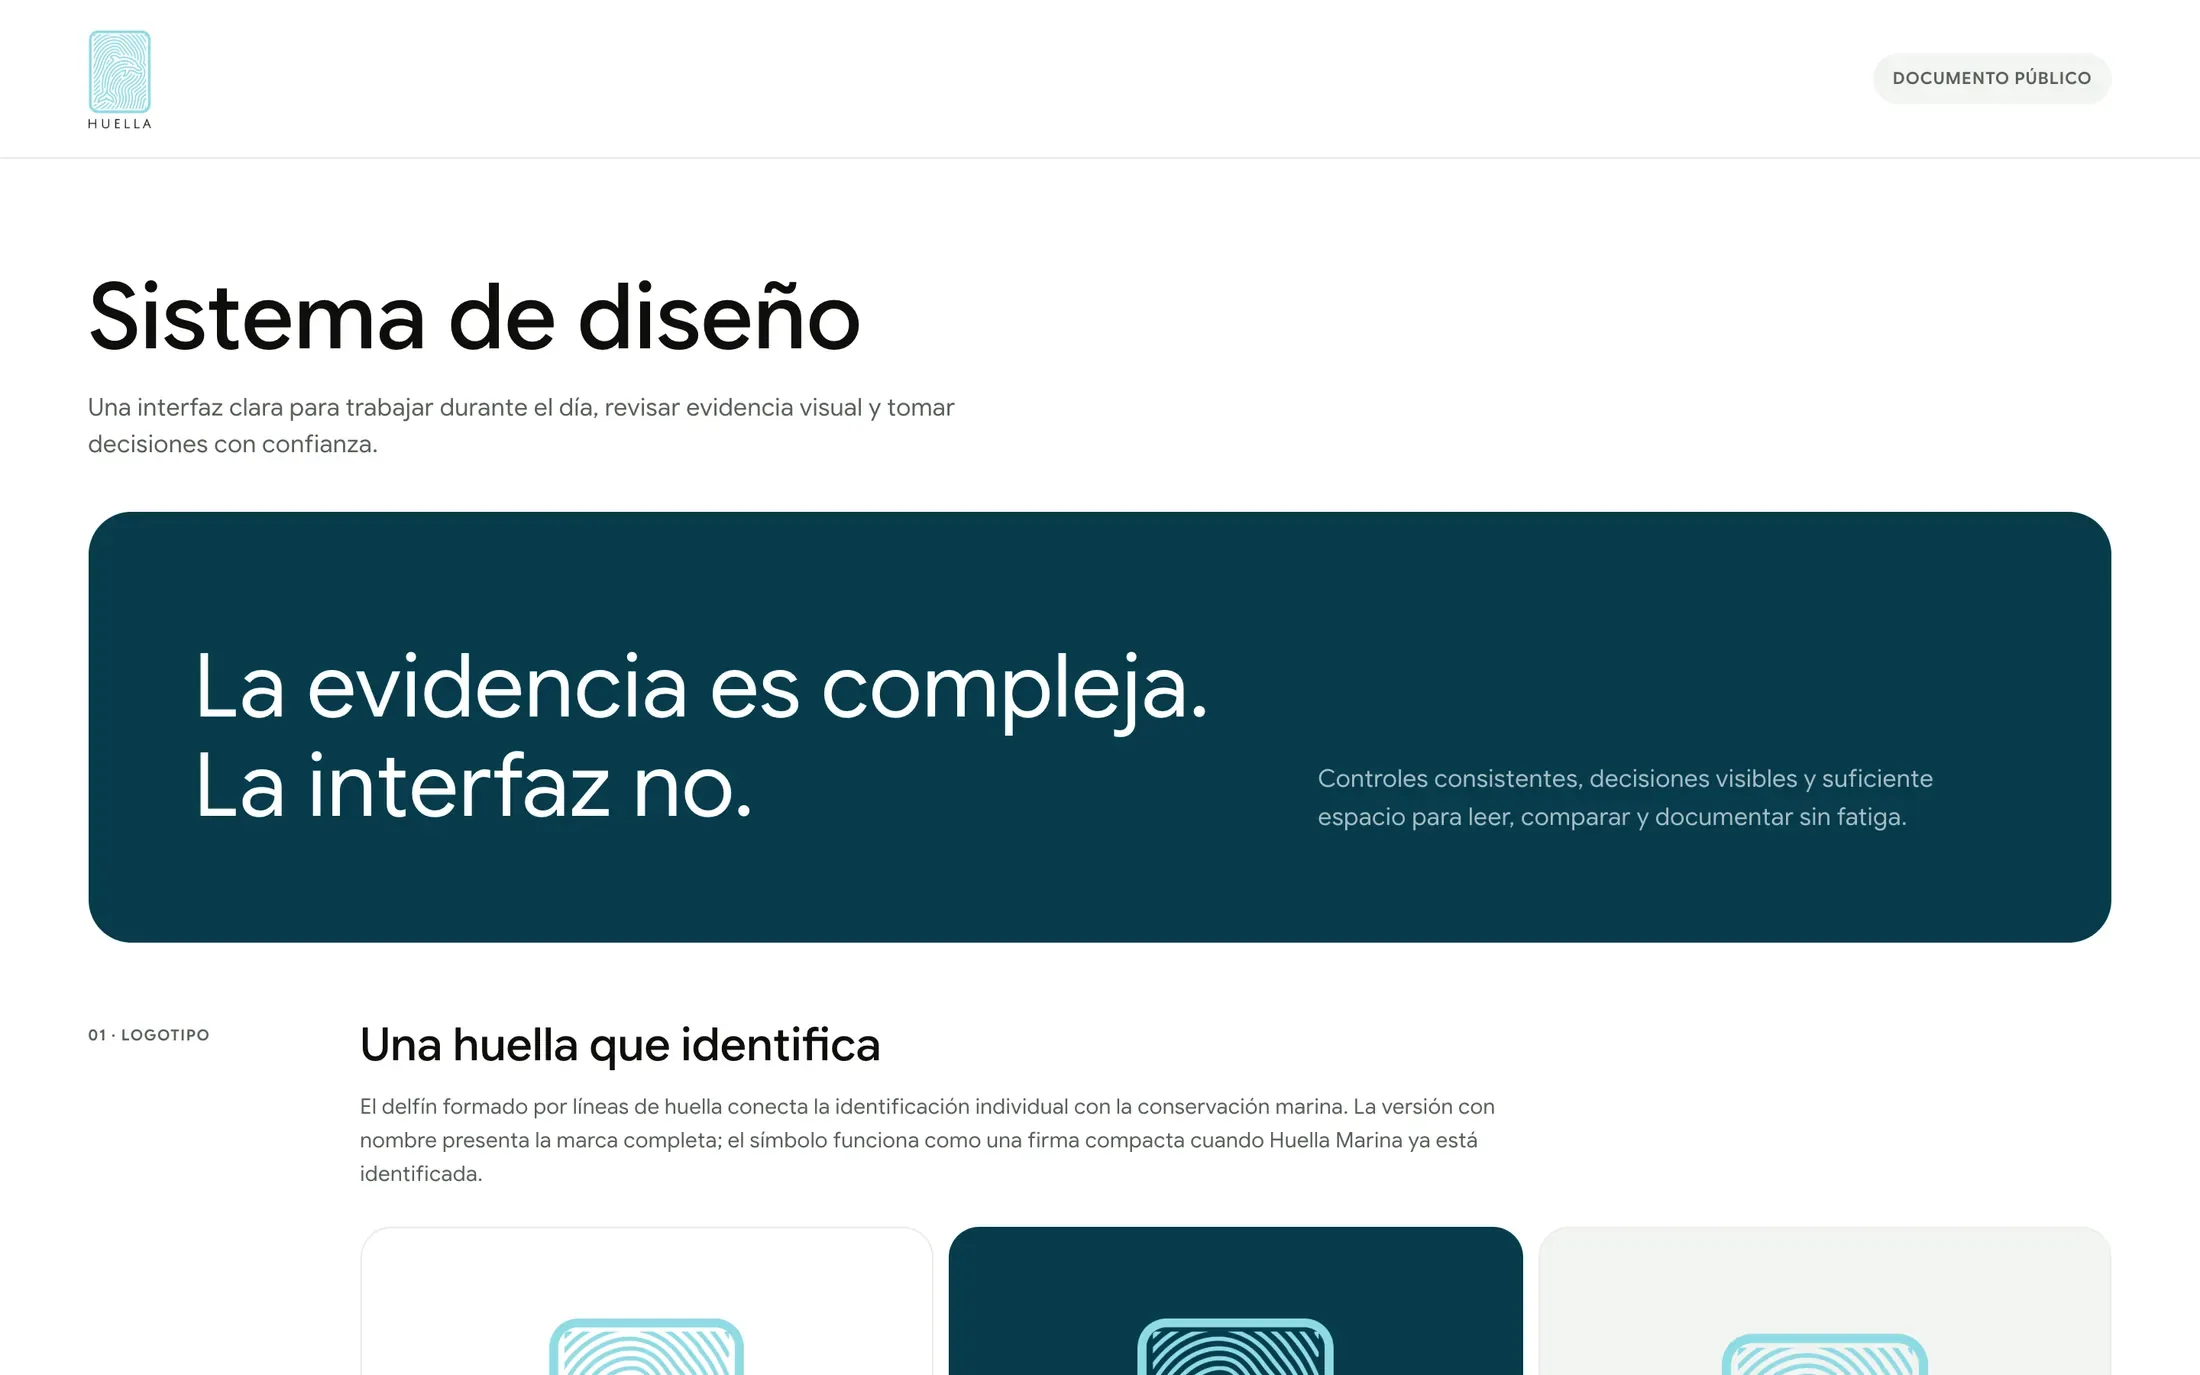 HUELLA
DOCUMENTO PÚBLICO
Sistema de diseño
Una interfaz clara para trabajar durante el día, revisar evidencia visual y tomar
decisiones con confianza.
La evidencia es compleja.
La interfaz no.
Controles consistentes, decisiones visibles y suficiente
espacio para leer, comparar y documentar sin fatiga.
01 · LOGOTIPO
Una huella que identifica
El delfín formado por líneas de huella conecta la identificación individual con la conservación marina. La versión con
nombre presenta la marca completa; el símbolo funciona como una firma compacta cuando Huella Marina ya está
identificada.